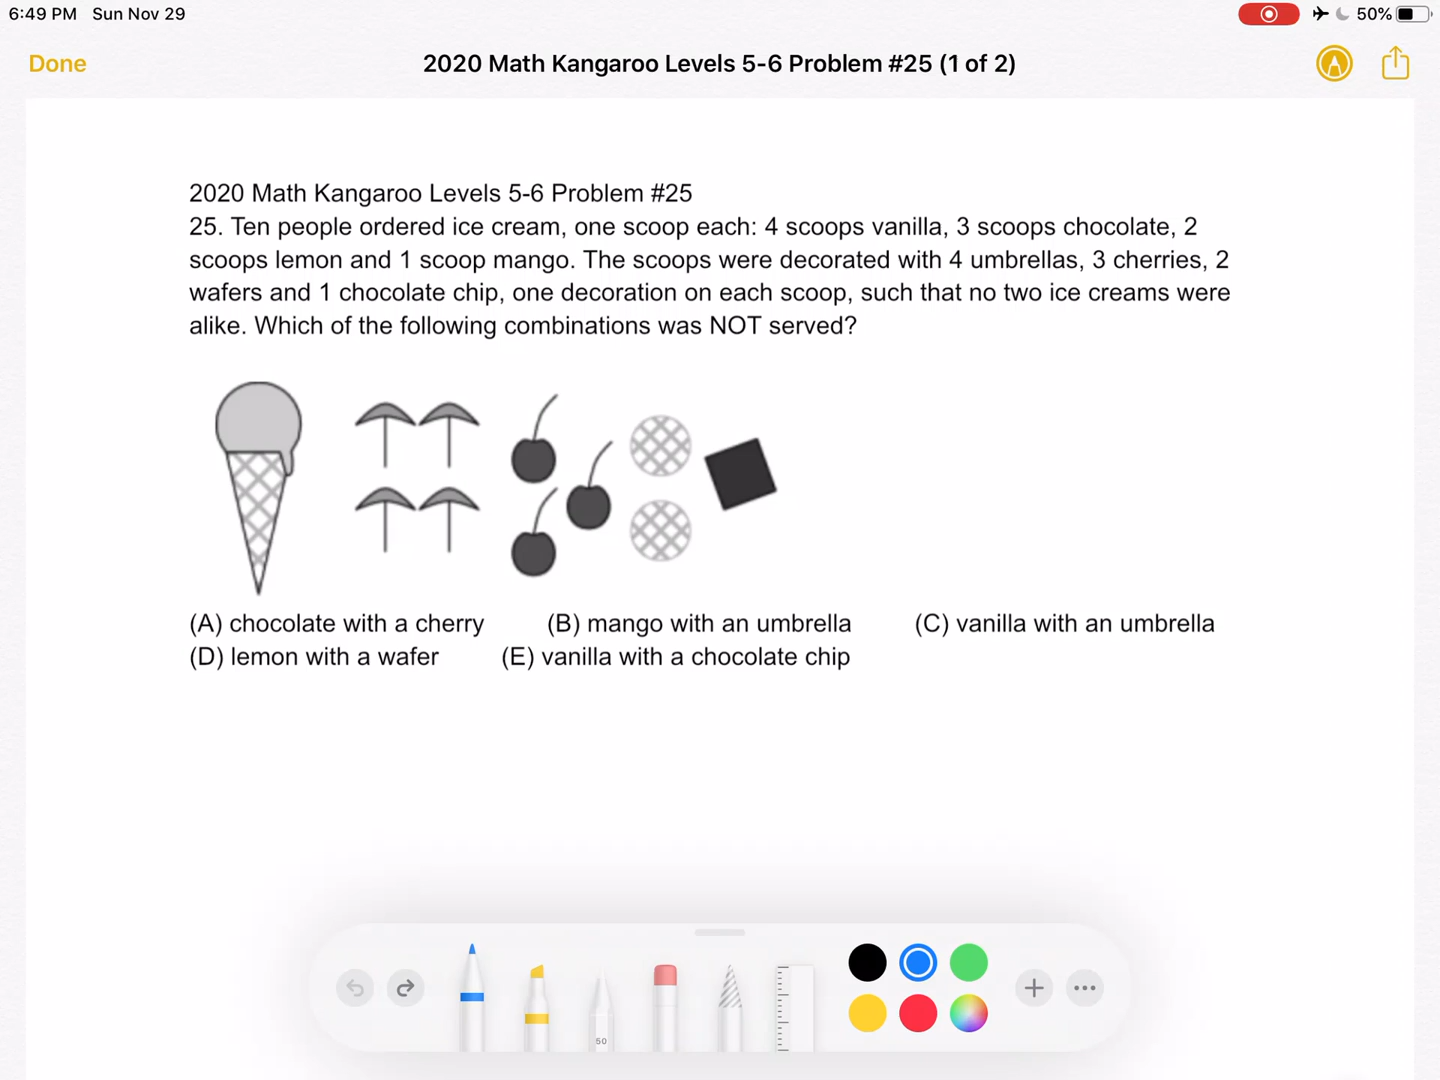 6:49 PM Sun Nov 29
50%
Done
2020 Math Kangaroo Levels 5-6 Problem #25 (1 of 2)
2020 Math Kangaroo Levels 5-6 Problem #25
25. Ten people ordered ice cream, one scoop each: 4 scoops vanilla, 3 scoops chocolate, 2
scoops lemon and 1 scoop mango. The scoops were decorated with 4 umbrellas, 3 cherries, 2
wafers and 1 chocolate chip, one decoration on each scoop, such that no two ice creams were
alike. Which of the following combinations was NOT served?
(A) chocolate with a cherry (B) mango with an umbrella (C) vanilla with an umbrella
(D) lemon with a wafer (E) vanilla with a chocolate chip
50